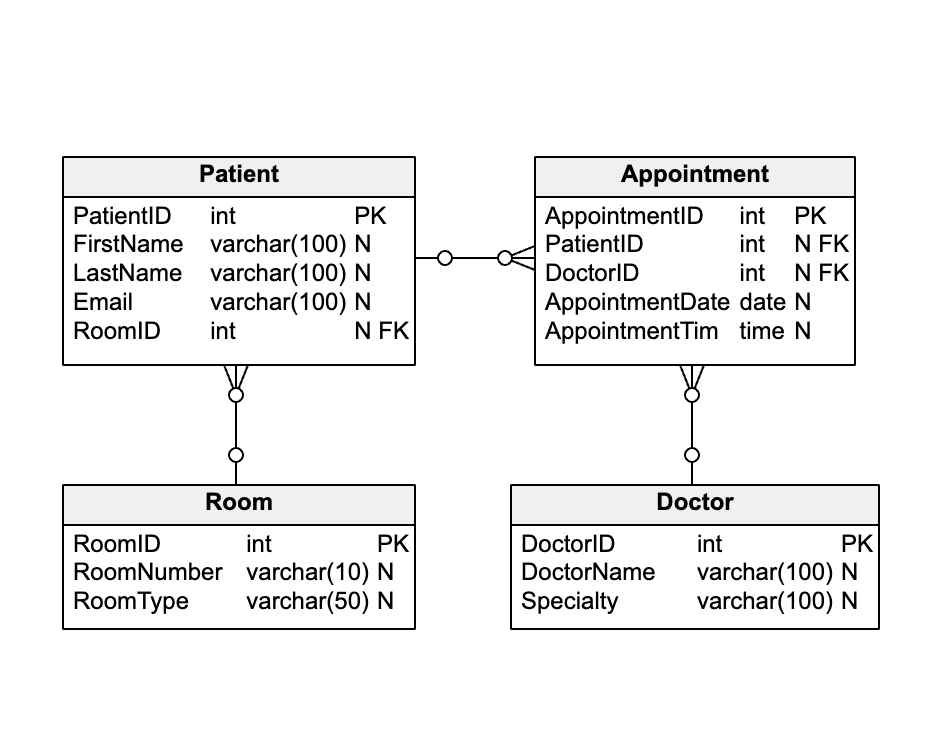 Patient
PatientID int PK
FirstName varchar(100) N
LastName varchar(100) N
Email varchar(100) N
RoomID int N FK
Appointment
AppointmentID int PK
PatientID int N FK
DoctorID int N FK
AppointmentDate date N
AppointmentTim time N
Room
RoomID int PK
RoomNumber varchar(10) N
RoomType varchar(50) N
Doctor
DoctorID int PK
DoctorName varchar(100) N
Specialty varchar(100) N